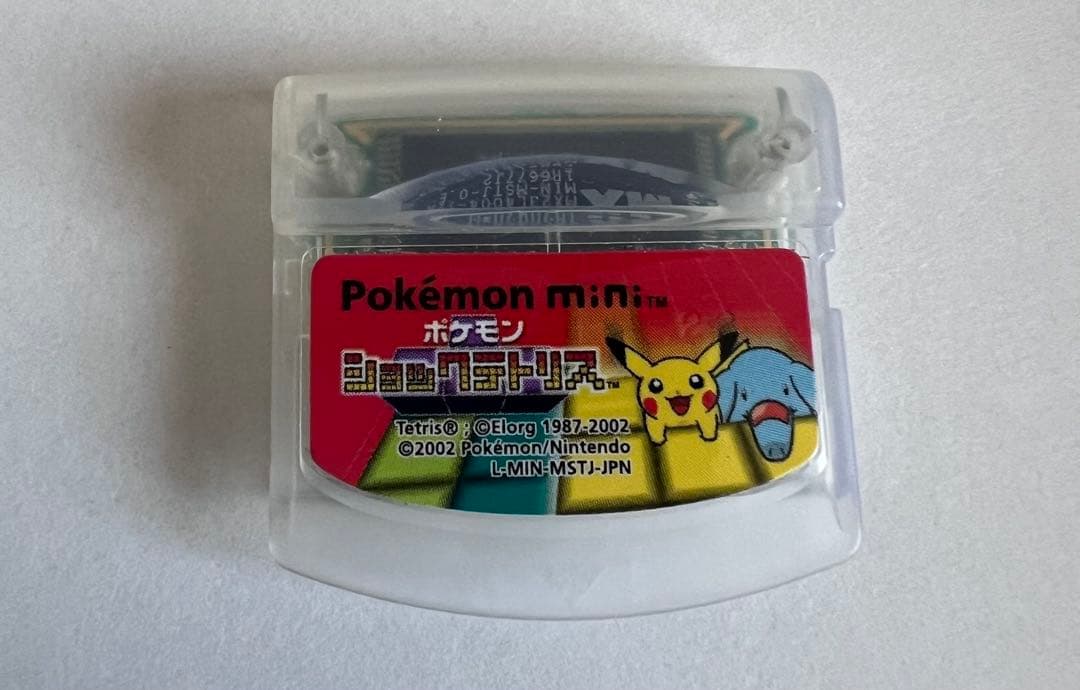 Pokémon mini™
ポケモン
ショックテトリス™
Tetris® : ©Elorg 1987-2002
©2002 Pokémon/Nintendo
L-MIN-MSTJ-JPN